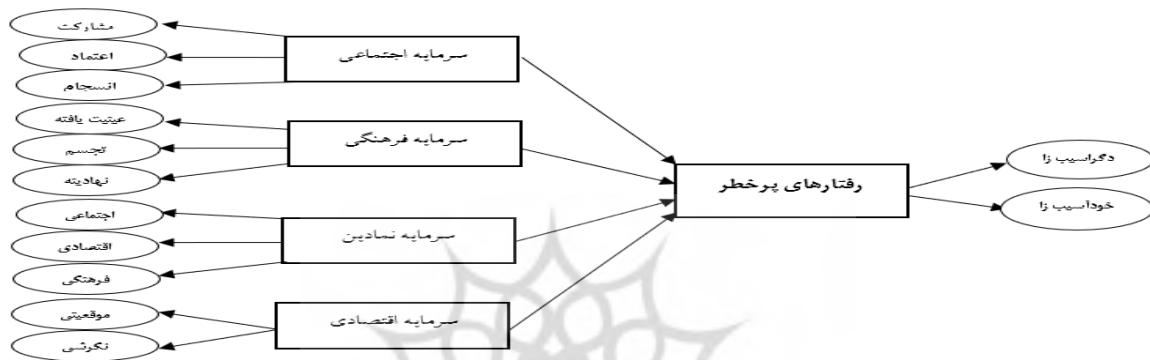 سرمایه اجتماعی
مشارکت
اعتماد
انسجام
سرمایه فرهنگی
عینیت یافته
تجسم
نهادینه
سرمایه نمادین
اجتماعی
اقتصادی
فرهنگی
سرمایه اقتصادی
موقعیتی
نگرشی
رفتارهای پرخطر
دگراسیب زا
خودآسیب زا